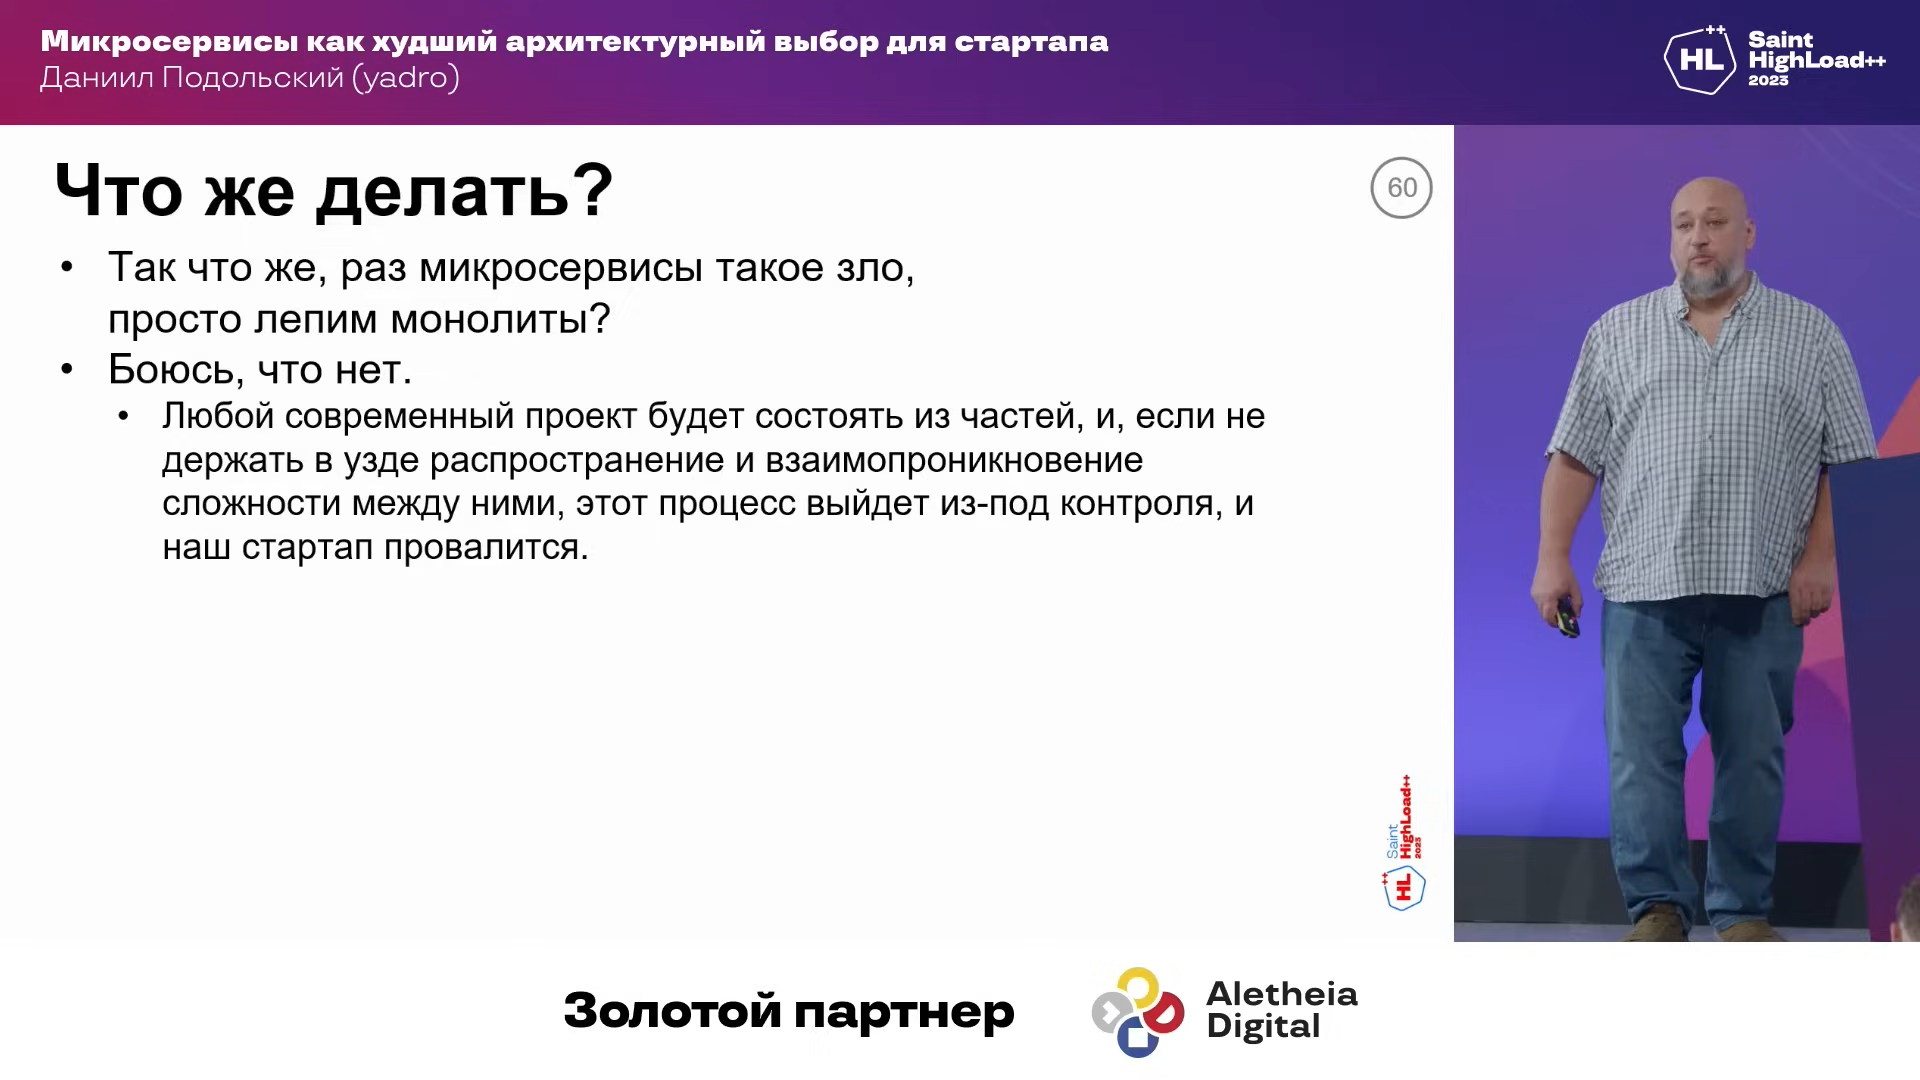 Микросервисы как худший архитектурный выбор для стартапа
Даниил Подольский (yadro)
HL++
Saint
HighLoad++
2023
Что же делать?
60
• Так что же, раз микросервисы такое зло,
просто лепим монолиты?
• Боюсь, что нет.
• Любой современный проект будет состоять из частей, и, если не
держать в узде распространение и взаимопроникновение
сложности между ними, этот процесс выйдет из-под контроля, и
наш стартап провалится.
HL++
Saint
HighLoad++
2023
Золотой партнер
Aletheia
Digital